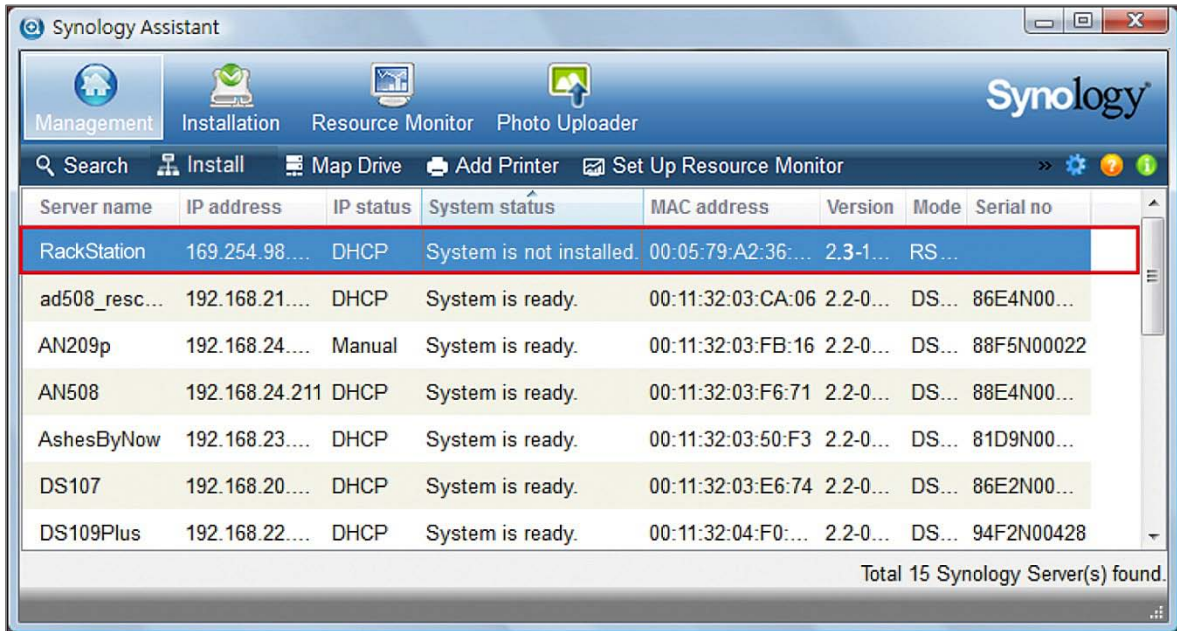 Synology Assistant
Management Installation Resource Monitor Photo Uploader
Synology
Search Install Map Drive Add Printer Set Up Resource Monitor »
Server name IP address IP status System status MAC address Version Mode Serial no
RackStation 169.254.98.... DHCP System is not installed. 00:05:79:A2:36:... 2.3-1... RS...
ad508_resc... 192.168.21.... DHCP System is ready. 00:11:32:03:CA:06 2.2-0... DS... 86E4N00...
AN209p 192.168.24.... Manual System is ready. 00:11:32:03:FB:16 2.2-0... DS... 88F5N00022
AN508 192.168.24.211 DHCP System is ready. 00:11:32:03:F6:71 2.2-0... DS... 88E4N00...
AshesByNow 192.168.23.... DHCP System is ready. 00:11:32:03:50:F3 2.2-0... DS... 81D9N00...
DS107 192.168.20.... DHCP System is ready. 00:11:32:03:E6:74 2.2-0... DS... 86E2N00...
DS109Plus 192.168.22.... DHCP System is ready. 00:11:32:04:F0:... 2.2-0... DS... 94F2N00428
Total 15 Synology Server(s) found.